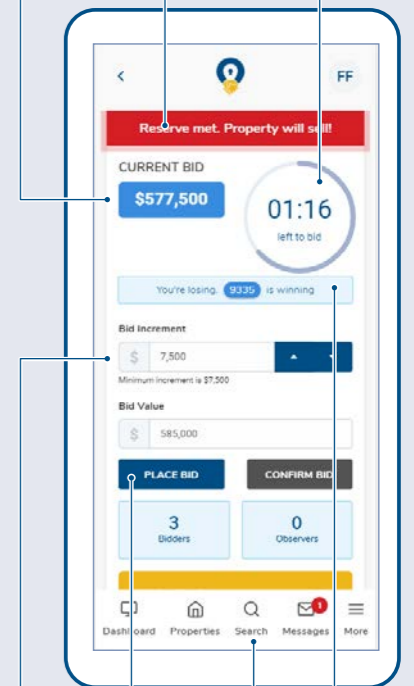 FF
Reserve met. Property will sell!
CURRENT BID
$577,500
01:16
left to bid
You're losing. 9335 is winning
Bid Increment
$ 7,500
Minimum increment is $7,500
Bid Value
$ 585,000
PLACE BID CONFIRM BID
3 0
Bidders Observers
1
Dashboard Properties Search Messages More